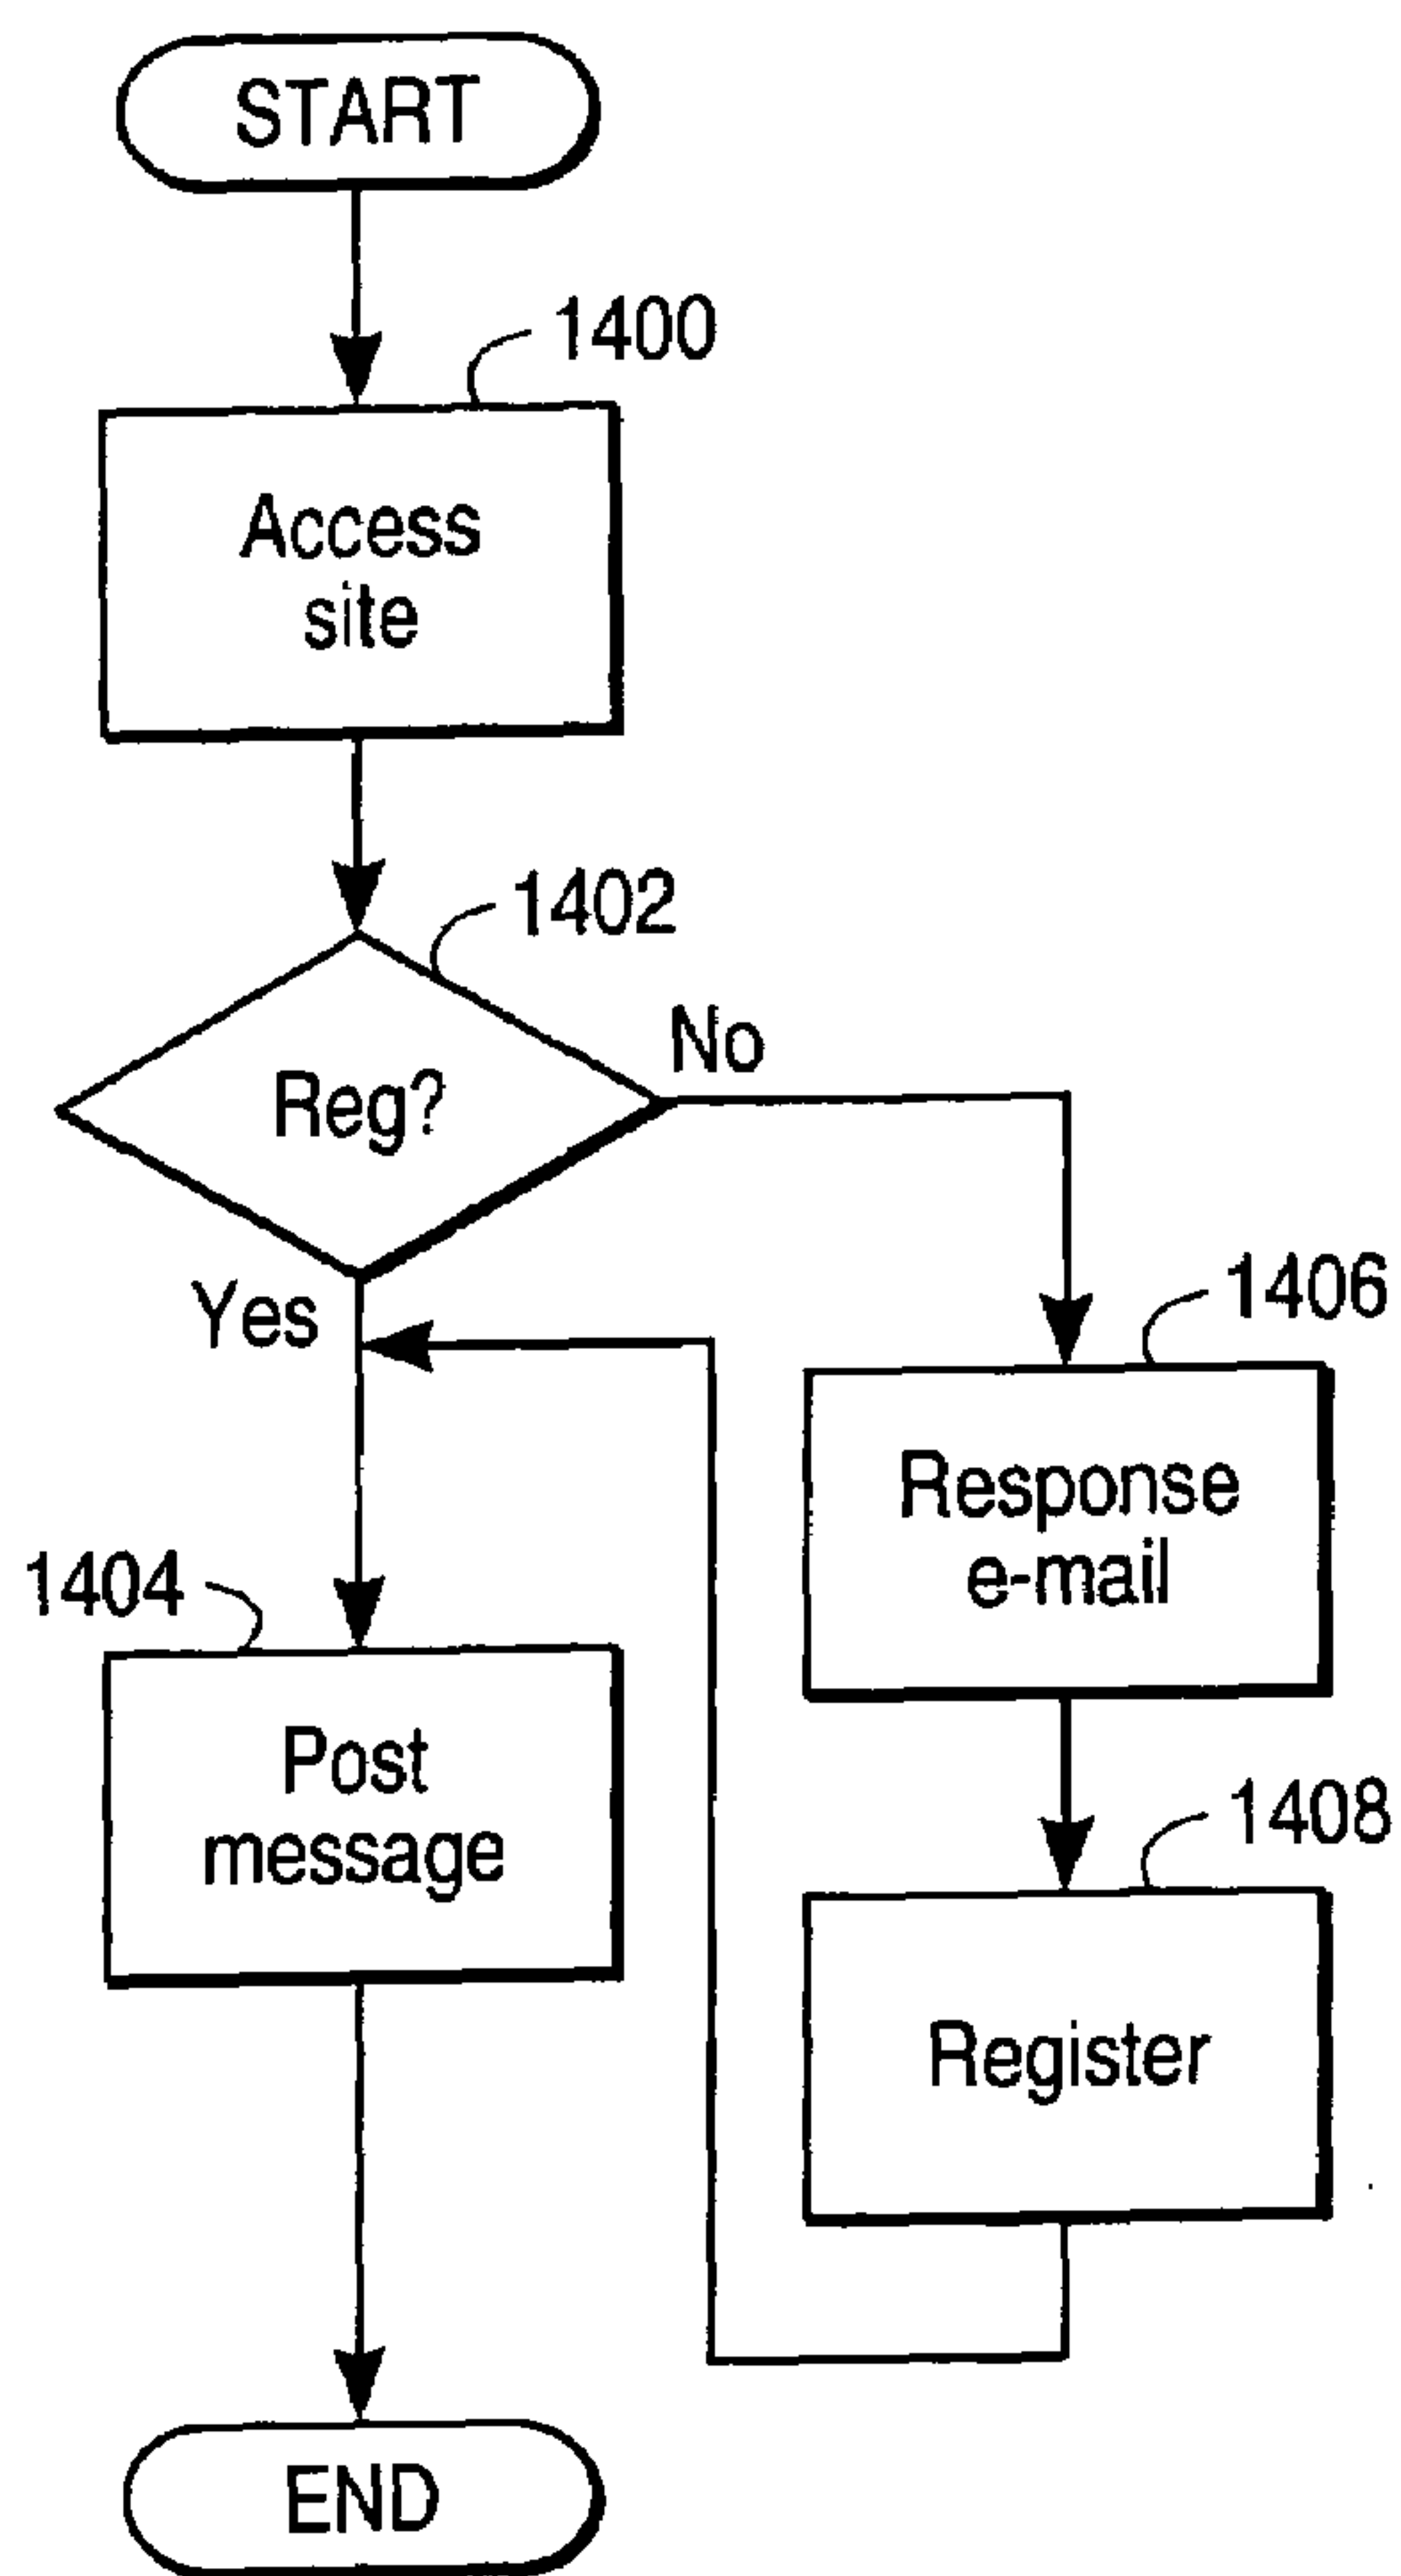 START
1400
Access
site
1402
Reg?
No
Yes
1406
Response
e-mail
1404
Post
message
1408
Register
END